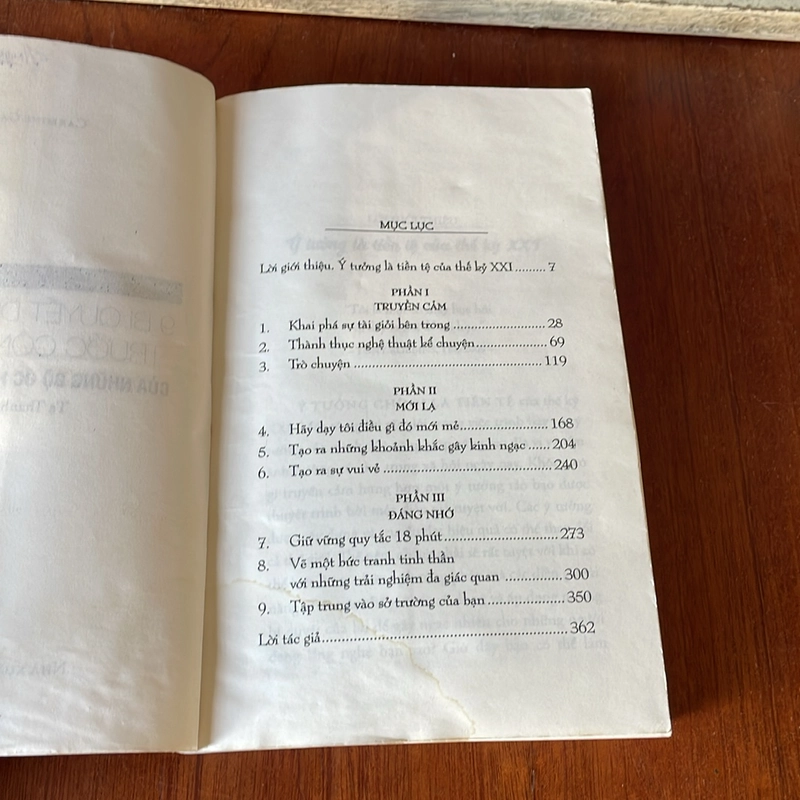 MỤC LỤC
Lời giới thiệu. Ý tưởng là tiền tệ của thế kỷ XXI ......... 7
PHẦN I
TRUYỀN CẢM
1. Khai phá sự tài giỏi bên trong ........................... 28
2. Thành thục nghệ thuật kể chuyện ..................... 69
3. Trò chuyện ...................................................... 119
PHẦN II
MỚI LẠ
4. Hãy dạy tôi điều gì đó mới mẻ .......................... 168
5. Tạo ra những khoảnh khắc gây kinh ngạc ...... 204
6. Tạo ra sự vui vẻ ................................................ 240
PHẦN III
ĐÁNG NHỚ
7. Giữ vững quy tắc 18 phút .................................. 273
8. Vẽ một bức tranh tinh thần
với những trải nghiệm đa giác quan ................. 300
9. Tập trung vào sở trường của bạn ....................... 350
Lời tác giả ............................................................... 362